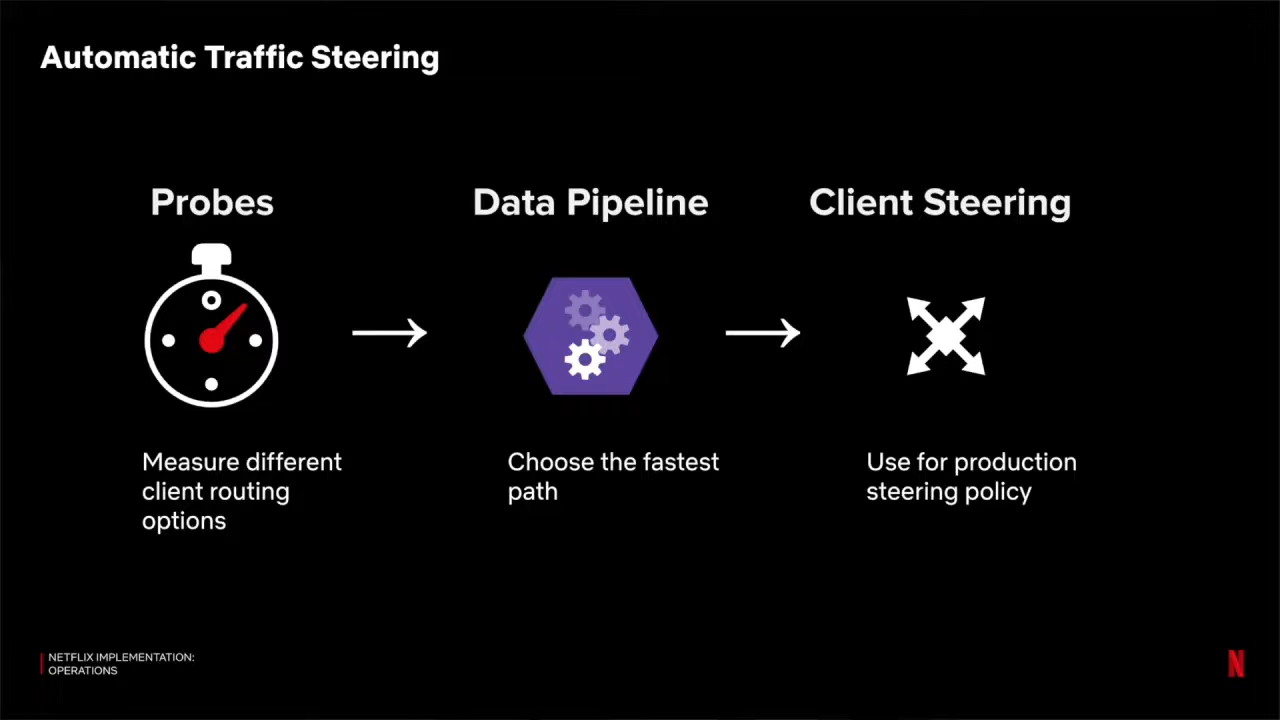 Automatic Traffic Steering
Probes
Data Pipeline
Client Steering
Measure different
client routing
options
Choose the fastest
path
Use for production
steering policy
NETFLIX IMPLEMENTATION:
OPERATIONS
N